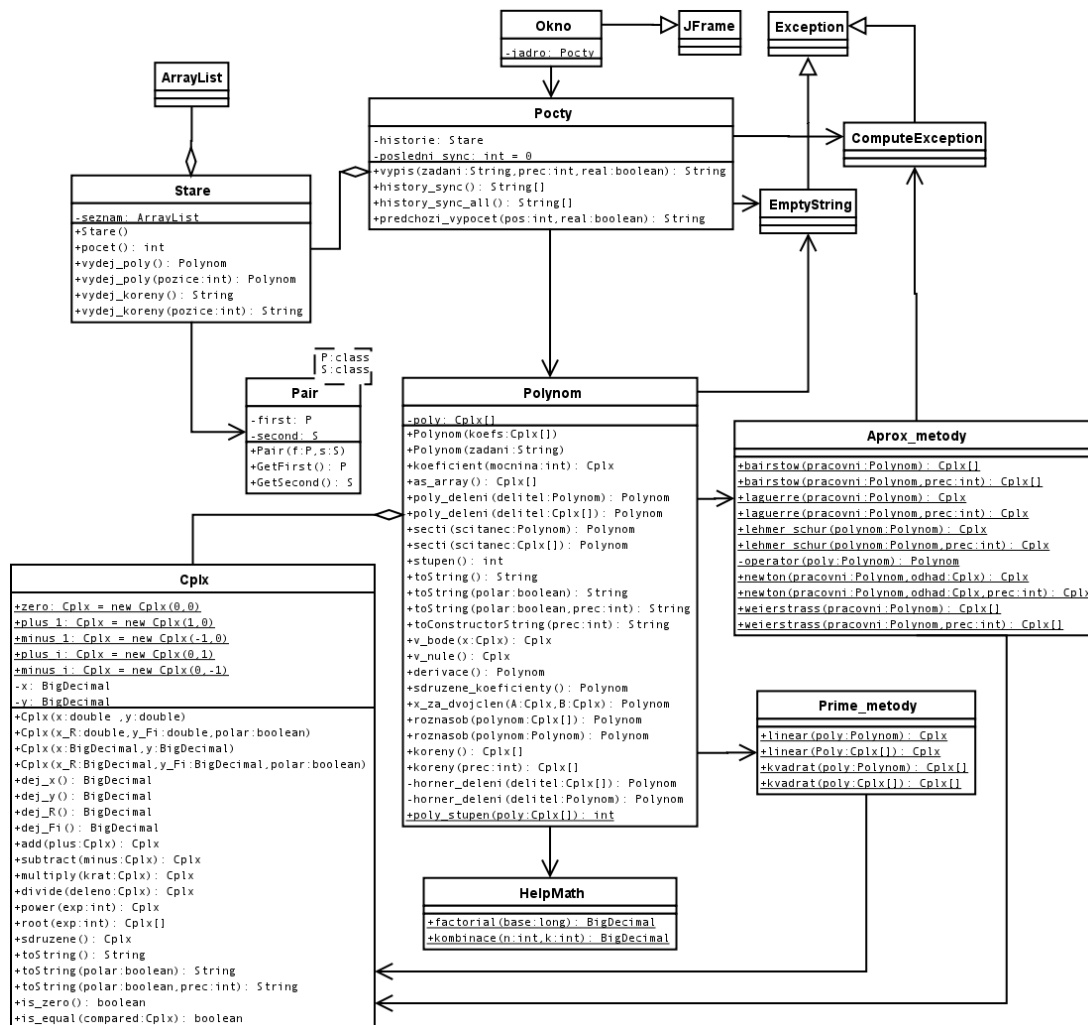 Okno
-jadro: Pocty
JFrame
Exception
ArrayList
Pocty
-historie: Stare
-posledni_sync: int = 0
+vypis(zadani:String,prec:int,real:boolean): String
+history_sync(): String[]
+history_sync_all(): String[]
+predchozi_vypocet(pos:int,real:boolean): String
ComputeException
EmptyString
Stare
-seznam: ArrayList
+Stare()
+pocet(): int
+vydej_poly(): Polynom
+vydej_poly(pozice:int): Polynom
+vydej_koreny(): String
+vydej_koreny(pozice:int): String
P:class
S:class
Pair
-first: P
-second: S
+Pair(f:P,s:S)
+GetFirst(): P
+GetSecond(): S
Polynom
-poly: Cplx[]
+Polynom(koefs:Cplx[])
+Polynom(zadani:String)
+koeficient(mocnina:int): Cplx
+as_array(): Cplx[]
+poly_deleni(delitel:Polynom): Polynom
+poly_deleni(delitel:Cplx[]): Polynom
+secti(scitanec:Polynom): Polynom
+secti(scitanec:Cplx[]): Polynom
+stupen(): int
+toString(): String
+toString(polar:boolean): String
+toString(polar:boolean,prec:int): String
+toConstructorString(prec:int): String
+v_bode(x:Cplx): Cplx
+v_nule(): Cplx
+derivace(): Polynom
+sdruzene_koeficienty(): Polynom
+x_za_dvojclen(A:Cplx,B:Cplx): Polynom
+roznasob(polynom:Cplx[]): Polynom
+roznasob(polynom:Polynom): Polynom
+koreny(): Cplx[]
+koreny(prec:int): Cplx[]
-horner_deleni(delitel:Cplx[]): Polynom
-horner_deleni(delitel:Polynom): Polynom
+poly_stupen(poly:Cplx[]): int
Aprox_metody
+bairstow(pracovni:Polynom): Cplx[]
+bairstow(pracovni:Polynom,prec:int): Cplx[]
+laguerre(pracovni:Polynom): Cplx
+laguerre(pracovni:Polynom,prec:int): Cplx
+lehmer_schur(polynom:Polynom): Cplx
+lehmer_schur(polynom:Polynom,prec:int): Cplx
-operator(poly:Polynom): Polynom
+newton(pracovni:Polynom,odhad:Cplx): Cplx
+newton(pracovni:Polynom,odhad:Cplx,prec:int): Cplx
+weierstrass(pracovni:Polynom): Cplx[]
+weierstrass(pracovni:Polynom,prec:int): Cplx[]
Cplx
+zero: Cplx = new Cplx(0,0)
+plus_1: Cplx = new Cplx(1,0)
+minus_1: Cplx = new Cplx(-1,0)
+plus_i: Cplx = new Cplx(0,1)
+minus_i: Cplx = new Cplx(0,-1)
-x: BigDecimal
-y: BigDecimal
+Cplx(x:double ,y:double)
+Cplx(x_R:double,y_Fi:double,polar:boolean)
+Cplx(x:BigDecimal,y:BigDecimal)
+Cplx(x_R:BigDecimal,y_Fi:BigDecimal,polar:boolean)
+dej_x(): BigDecimal
+dej_y(): BigDecimal
+dej_R(): BigDecimal
+dej_Fi(): BigDecimal
+add(plus:Cplx): Cplx
+subtract(minus:Cplx): Cplx
+multiply(krat:Cplx): Cplx
+divide(deleno:Cplx): Cplx
+power(exp:int): Cplx
+root(exp:int): Cplx[]
+sdruzene(): Cplx
+toString(): String
+toString(polar:boolean): String
+toString(polar:boolean,prec:int): String
+is_zero(): boolean
+is_equal(compared:Cplx): boolean
Prime_metody
+linear(poly:Polynom): Cplx
+linear(Poly:Cplx[]): Cplx
+kvadrat(poly:Polynom): Cplx[]
+kvadrat(poly:Cplx[]): Cplx[]
HelpMath
+factorial(base:long): BigDecimal
+kombinace(n:int,k:int): BigDecimal